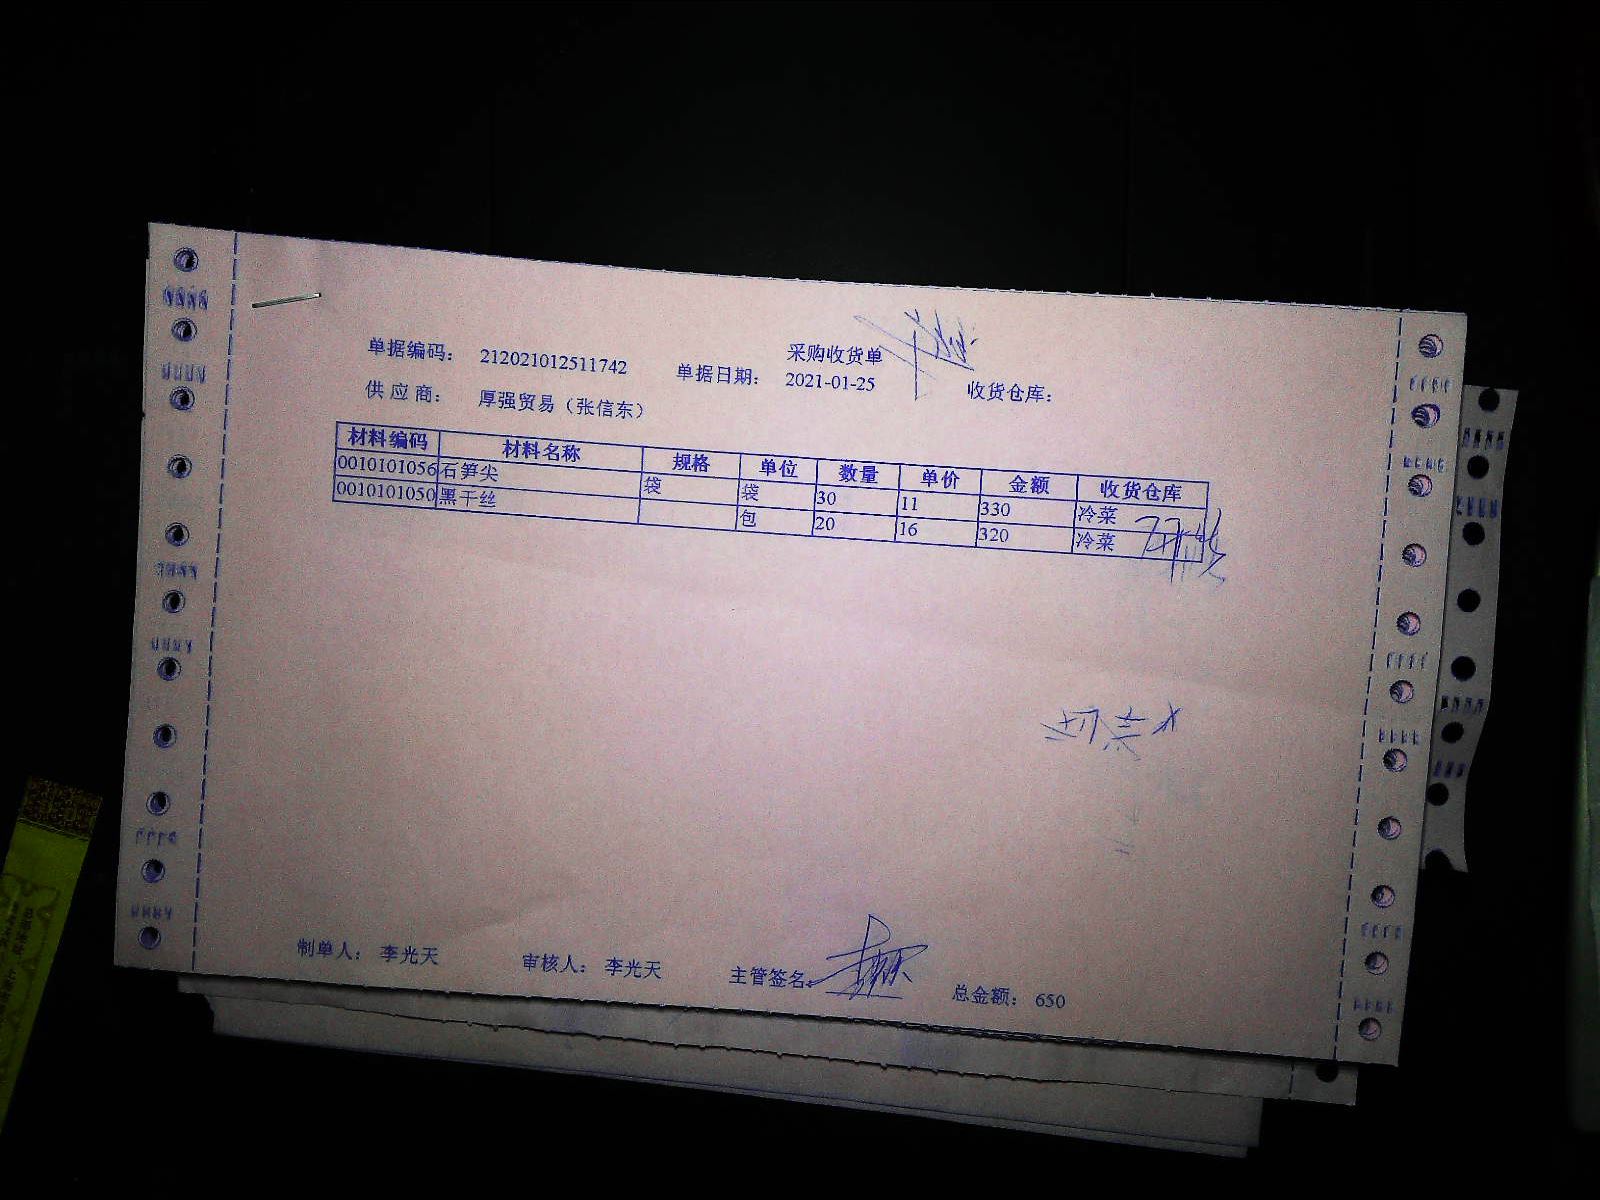 采购收货单
单据编码： 212021012511742 单据日期： 2021-01-25 收货仓库：
供 应 商： 厚强贸易（张信东）
材料编码 材料名称 规格 单位 数量 单价 金额 收货仓库
0010101056 石笋尖 袋 袋 30 11 330 冷菜
0010101050 黑干丝 包 20 16 320 冷菜
制单人： 李光天 审核人： 李光天 主管签名： 总金额： 650